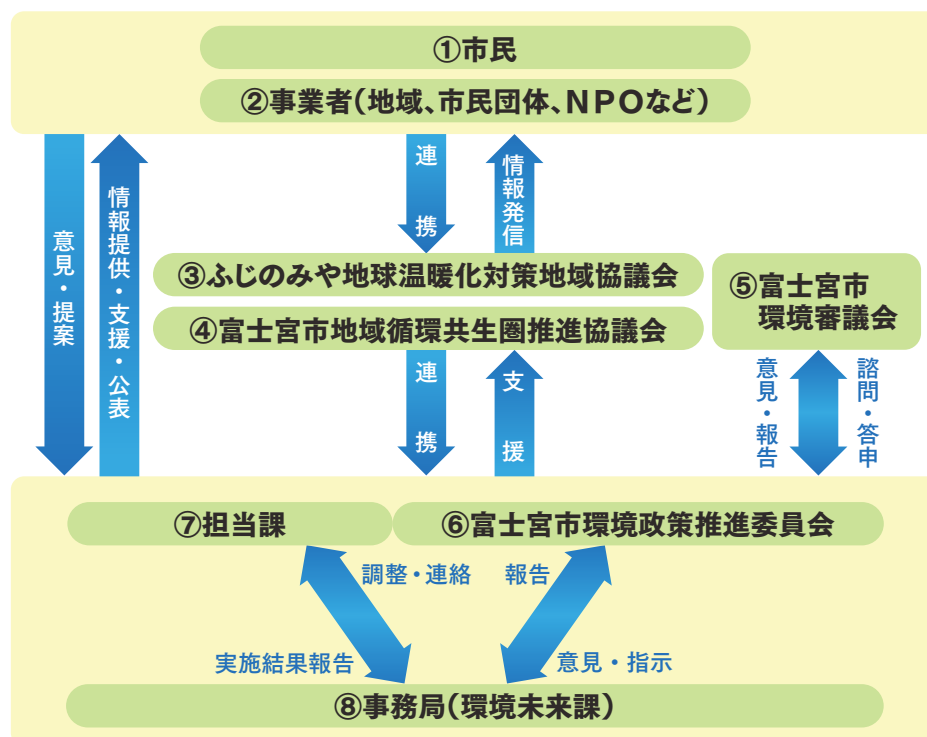 ①市民
②事業者(地域、市民団体、NPOなど)
意見・提案
情報提供・支援・公表
連携
情報発信
③ふじのみや地球温暖化対策地域協議会
④富士宮市地域循環共生圏推進協議会
⑤富士宮市
環境審議会
連携
支援
意見・報告
諮問・答申
⑦担当課
⑥富士宮市環境政策推進委員会
調整・連絡
報告
実施結果報告
意見・指示
⑧事務局(環境未来課)